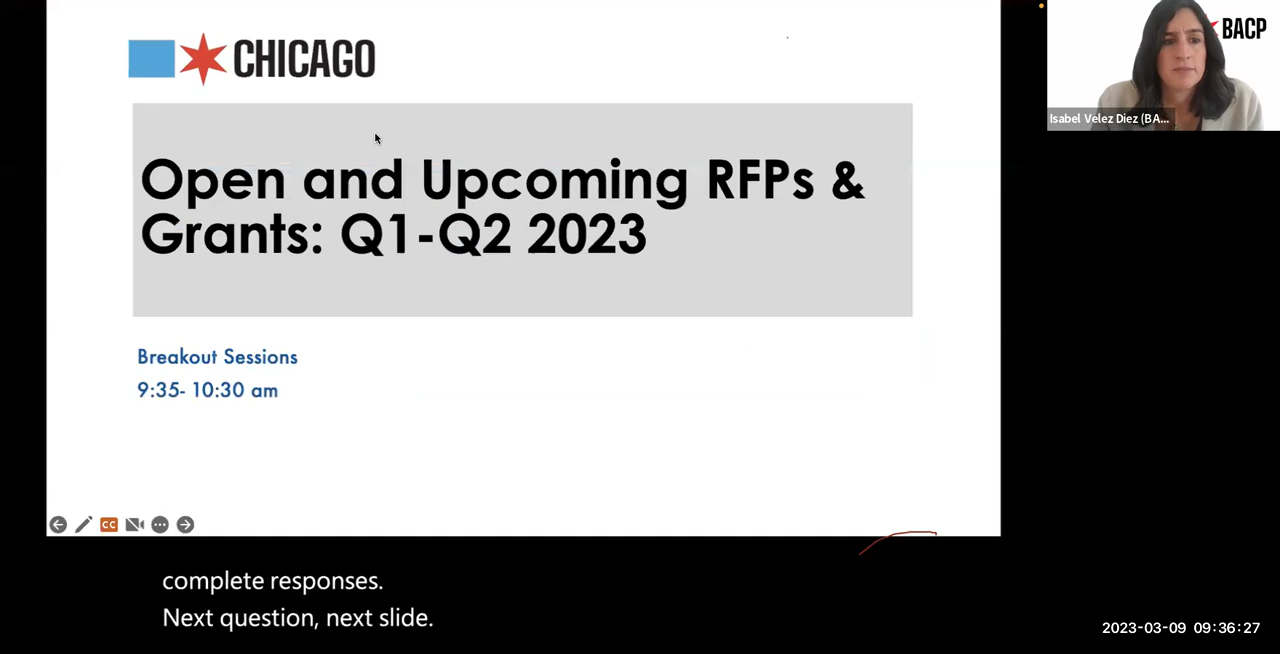 CHICAGO
BACP
Isabel Velez Diez (BA...
Open and Upcoming RFPs &
Grants: Q1-Q2 2023
Breakout Sessions
9:35- 10:30 am
CC
complete responses.
Next question, next slide.
2023-03-09 09:36:27